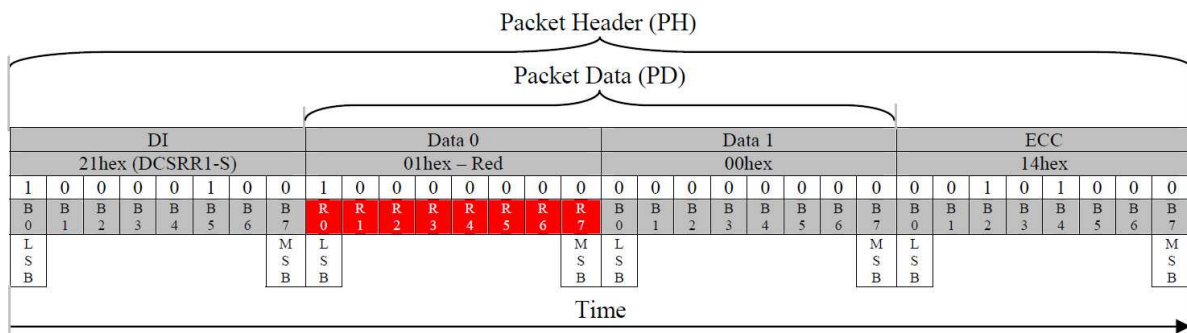 Packet Header (PH)
Packet Data (PD)
DI Data 0 Data 1 ECC
21hex (DCSRR1-S) 01hex – Red 00hex 14hex
1 0 0 0 0 1 0 0 1 0 0 0 0 0 0 0 0 0 0 0 0 0 0 0 0 0 1 0 1 0 0 0
B B B B B B B B R R R R R R R R B B B B B B B B B B B B B B B B
0 1 2 3 4 5 6 7 0 1 2 3 4 5 6 7 0 1 2 3 4 5 6 7 0 1 2 3 4 5 6 7
L M L M L M L M
S S S S S S S S
B B B B B B B B
Time